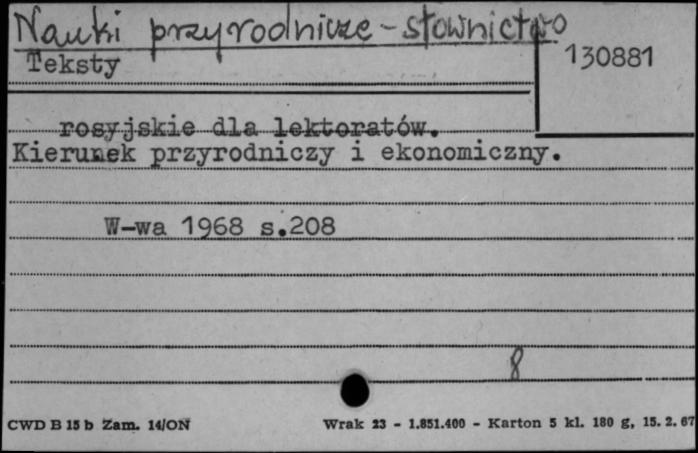 Nauki przyrodnicze - słownictwo
130881
Teksty
rosyjskie dla lektoratów.
Kierunek przyrodniczy i ekonomiczny.
W-wa 1968 s.208
8
CWD B 15 b Zam. 14/ON Wrak 23 - 1.851.400 - Karton 5 kl. 180 g, 15. 2. 67